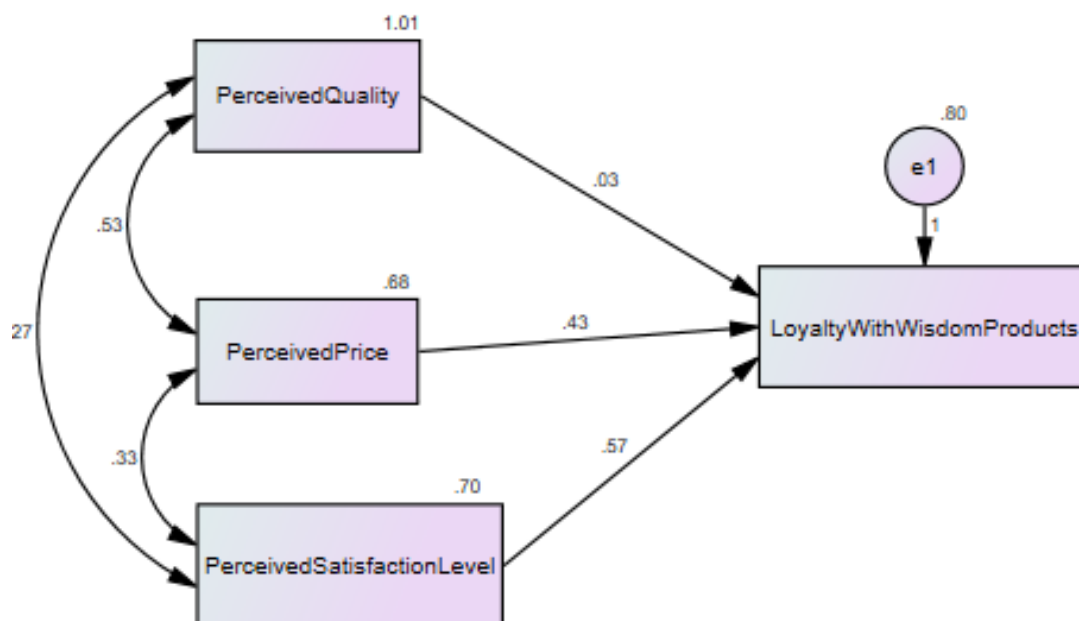 1.01
PerceivedQuality
.80
e1
.03
1
.53
.68
LoyaltyWithWisdomProducts
27
.43
PerceivedPrice
.57
.33
.70
PerceivedSatisfactionLevel